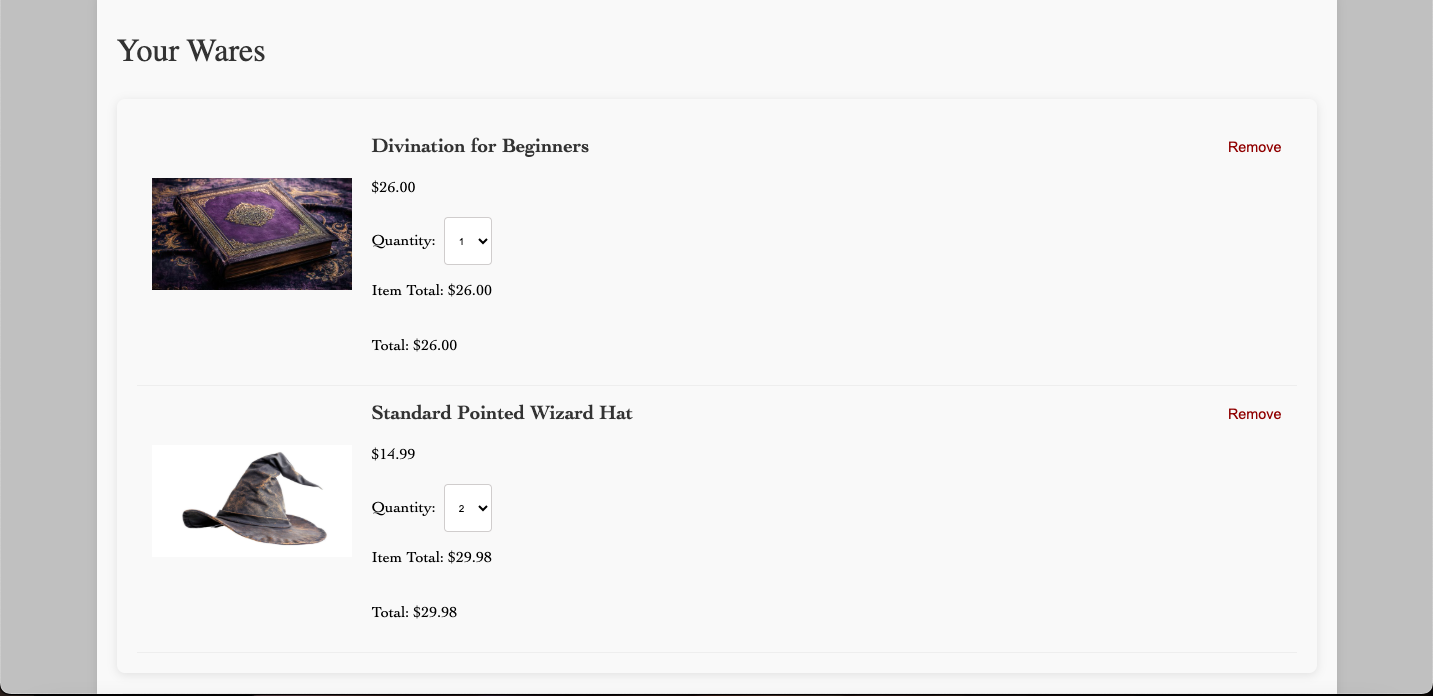 Your Wares
Divination for Beginners
Remove
$26.00
Quantity: 1
Item Total: $26.00
Total: $26.00
Standard Pointed Wizard Hat
Remove
$14.99
Quantity: 2
Item Total: $29.98
Total: $29.98